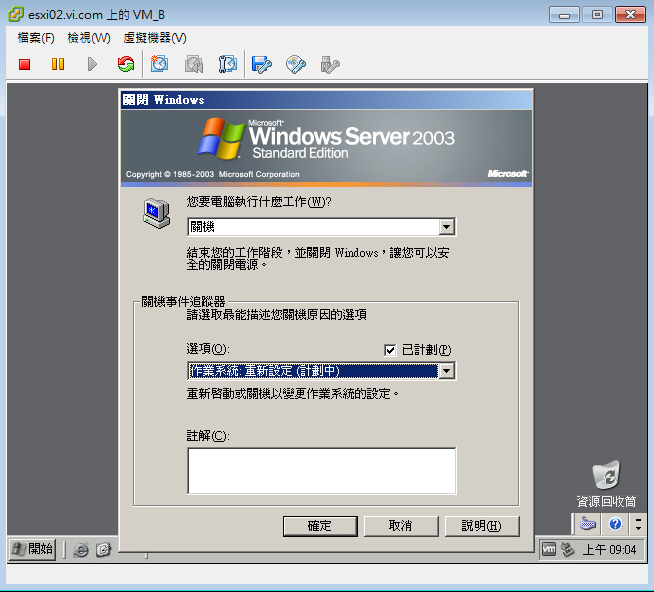 esxi02.vi.com 上的 VM_B
檔案(F) 檢視(W) 虛擬機器(V)
關閉 Windows
Microsoft
Windows Server 2003
Standard Edition
Copyright © 1985-2003 Microsoft Corporation Microsoft
您要電腦執行什麼工作(W)?
關機
結束您的工作階段，並關閉 Windows，讓您可以安
全的關閉電源。
關機事件追蹤器
請選取最能描述您關機原因的選項
選項(O): 已計劃(P)
作業系統: 重新設定 (計劃中)
重新啓動或關機以變更作業系統的設定。
註解(C):
資源回收筒
確定 取消 說明(H)
開始 vm 上午 09:04